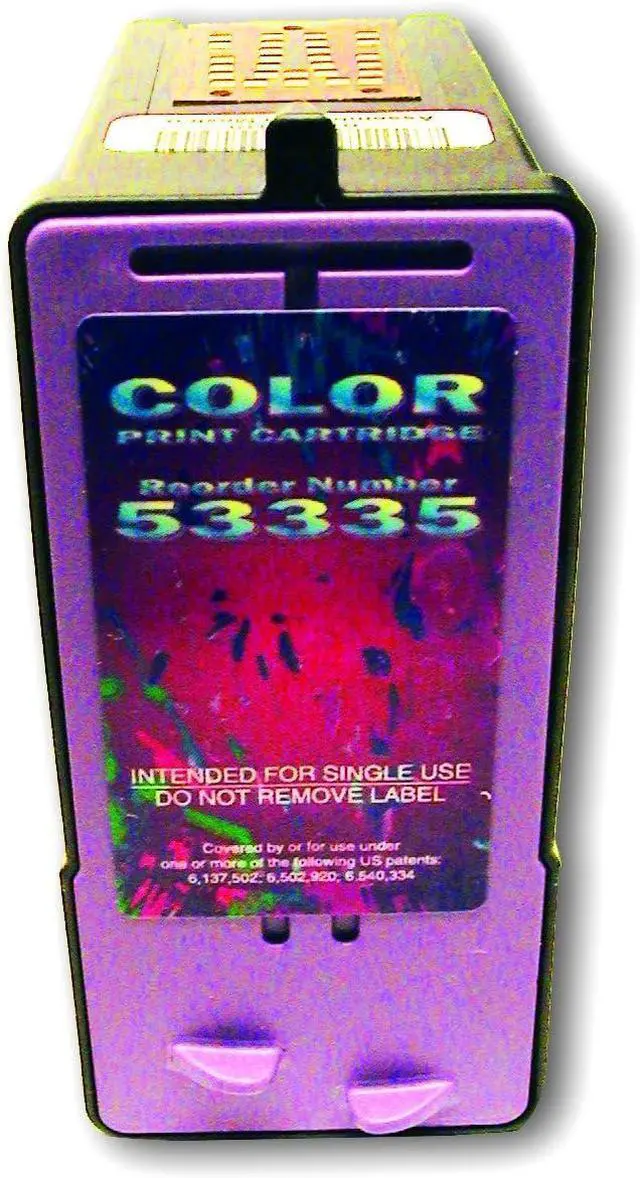 COLOR
PRINT CARTRIDGE
Reorder Number
53335
INTENDED FOR SINGLE USE
DO NOT REMOVE LABEL
Covered by or for use under
one or more of the following US patents:
6,137,502; 6,502,920; 6,540,334